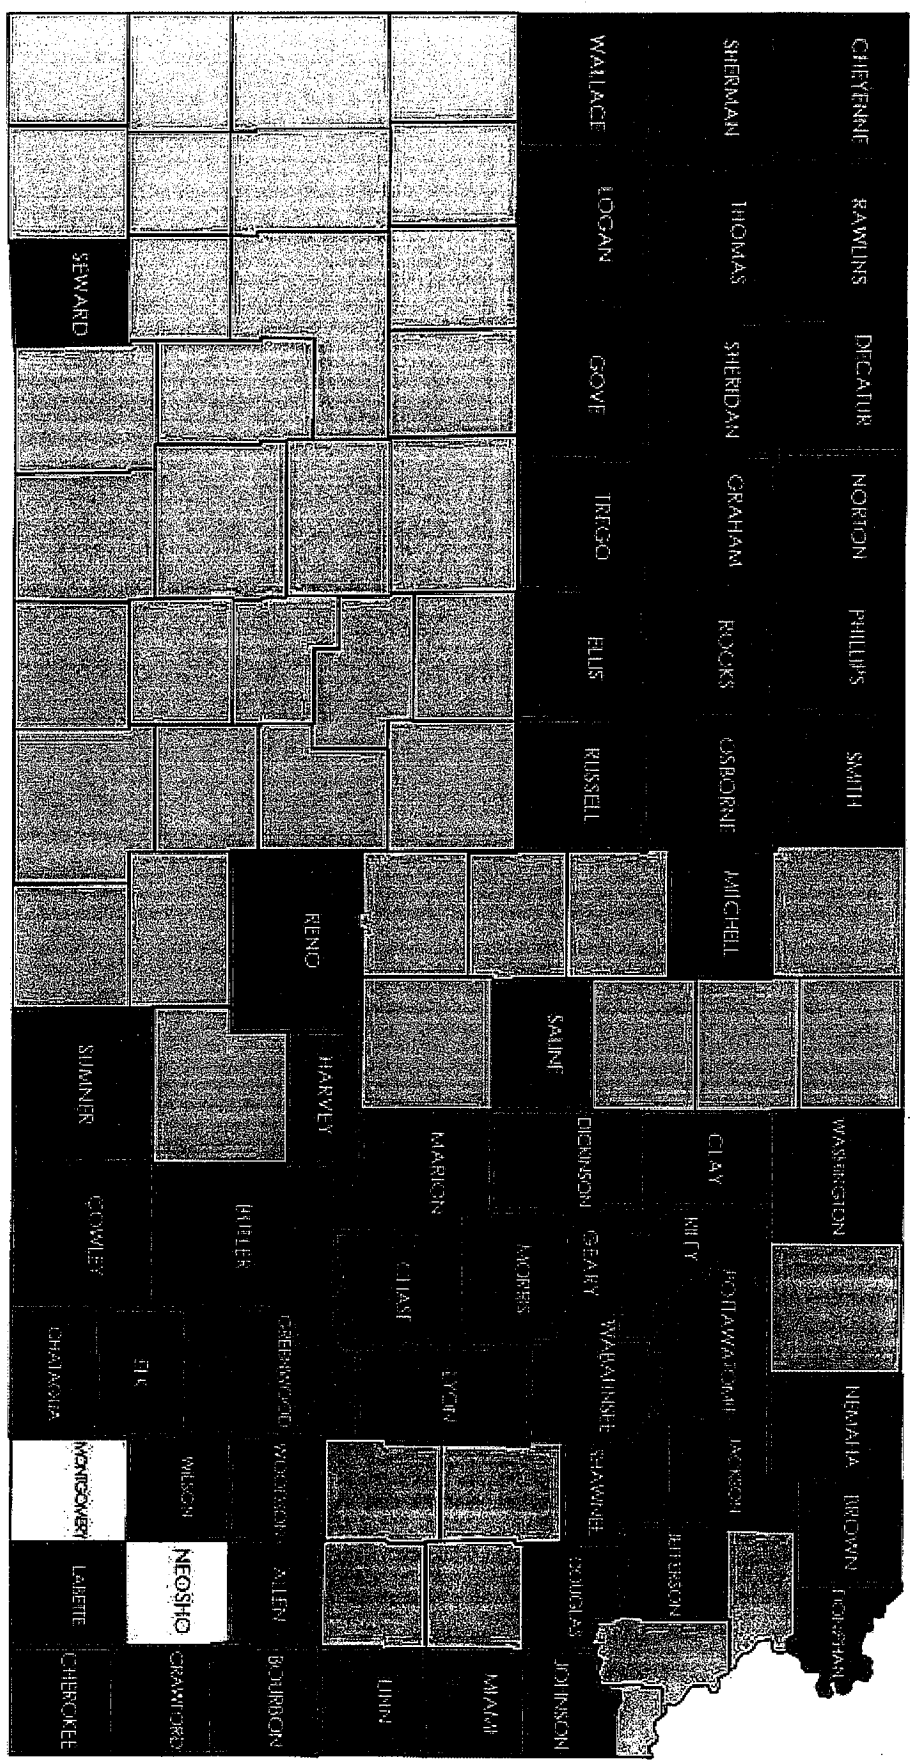 CHEYENNE
RAWLINS
DECATUR
NORTON
PHILLIPS
SMITH
WASHINGTON
NEMAHA
BROWN
DONIPHAN
SHERMAN
THOMAS
SHERIDAN
GRAHAM
ROOKS
OSBORNE
MITCHELL
CLAY
RILEY
POTTAWATOMIE
JACKSON
JEFFERSON
WALLACE
LOGAN
GOVE
TREGO
ELLIS
RUSSELL
SALINE
DICKINSON
GEARY
MORRIS
WABAUNSEE
SHAWNEE
DOUGLAS
JOHNSON
MARION
CHASE
LYON
MIAMI
LINN
RENO
HARVEY
BUTLER
GREENWOOD
WOODSON
ALLEN
BOURBON
ELK
WILSON
NEOSHO
CRAWFORD
SEWARD
SUMNER
COWLEY
CHAUTAUQUA
MONTGOMERY
LABETTE
CHEROKEE